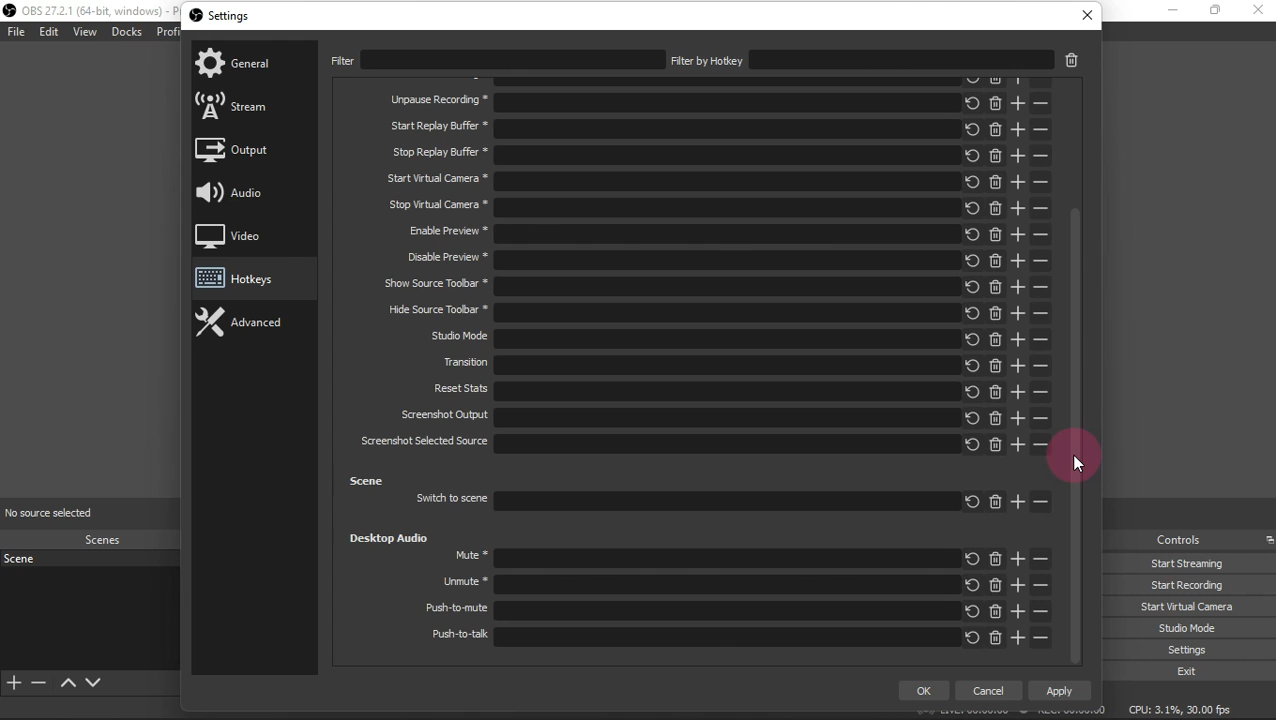 OBS 27.2.1 (64-bit, windows) - P
Settings
File Edit View Docks Profi
General
Stream
Output
Audio
Video
Hotkeys
Advanced
Filter
Filter by Hotkey
Unpause Recording *
Start Replay Buffer *
Stop Replay Buffer *
Start Virtual Camera *
Stop Virtual Camera *
Enable Preview *
Disable Preview *
Show Source Toolbar *
Hide Source Toolbar *
Studio Mode
Transition
Reset Stats
Screenshot Output
Screenshot Selected Source
Scene
Switch to scene
Desktop Audio
Mute *
Unmute *
Push-to-mute
Push-to-talk
OK Cancel Apply
No source selected
Scenes
Scene
Controls
Start Streaming
Start Recording
Start Virtual Camera
Studio Mode
Settings
Exit
CPU: 3.1%, 30.00 fps